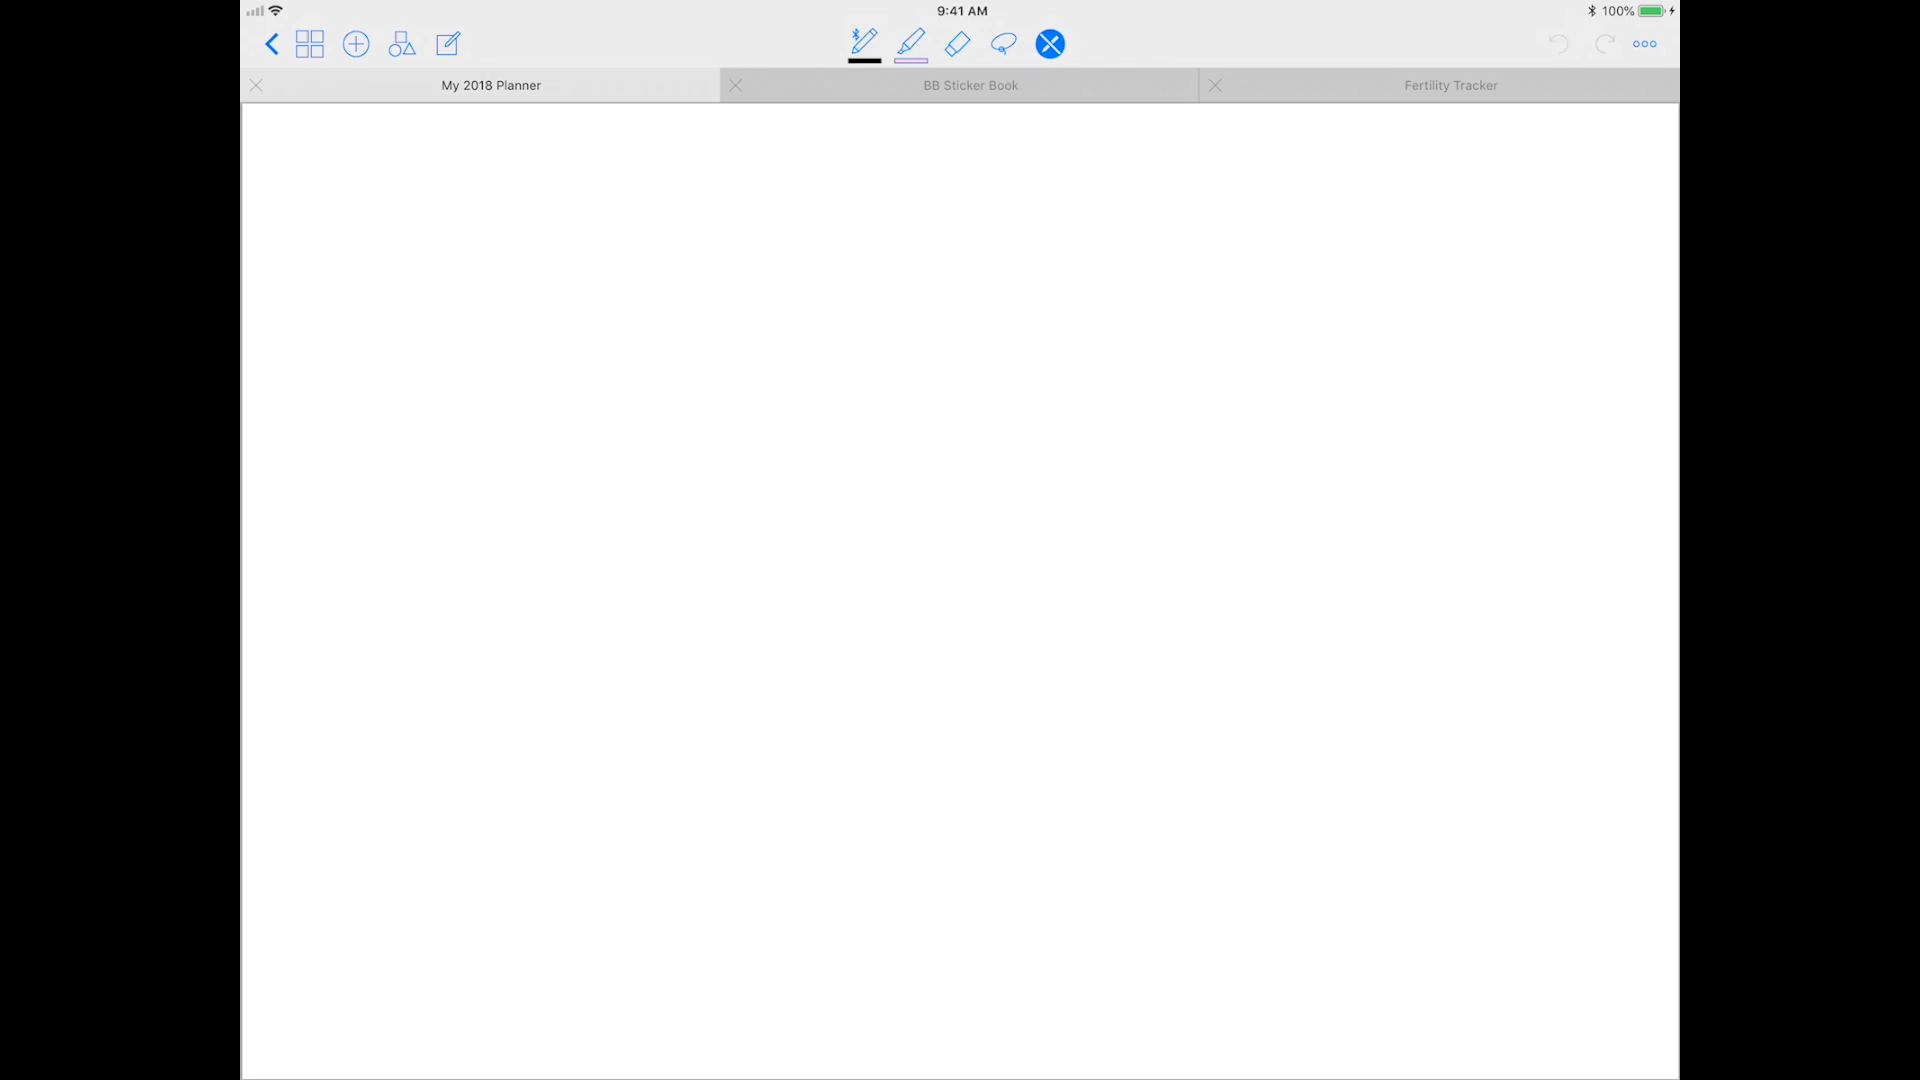 9:41 AM
100%
My 2018 Planner
BB Sticker Book
Fertility Tracker